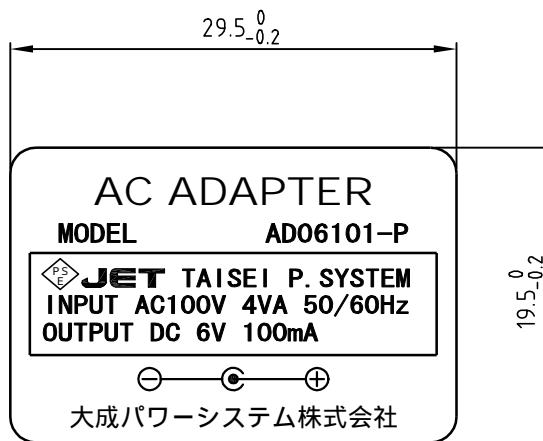 29.5 0 -0.2
19.5 0 -0.2
AC ADAPTER
MODEL AD06101-P
PS E JET TAISEI P.SYSTEM
INPUT AC100V 4VA 50/60Hz
OUTPUT DC 6V 100mA
大成パワーシステム株式会社